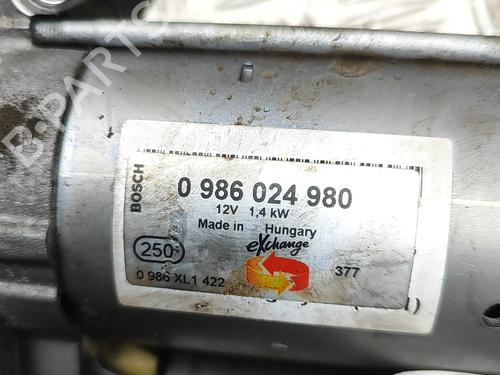 B-PARTS
BOSCH
0 986 024 980
12V 1,4 kW
Made in Hungary
eXchange
250
377
0 986 XL1 422